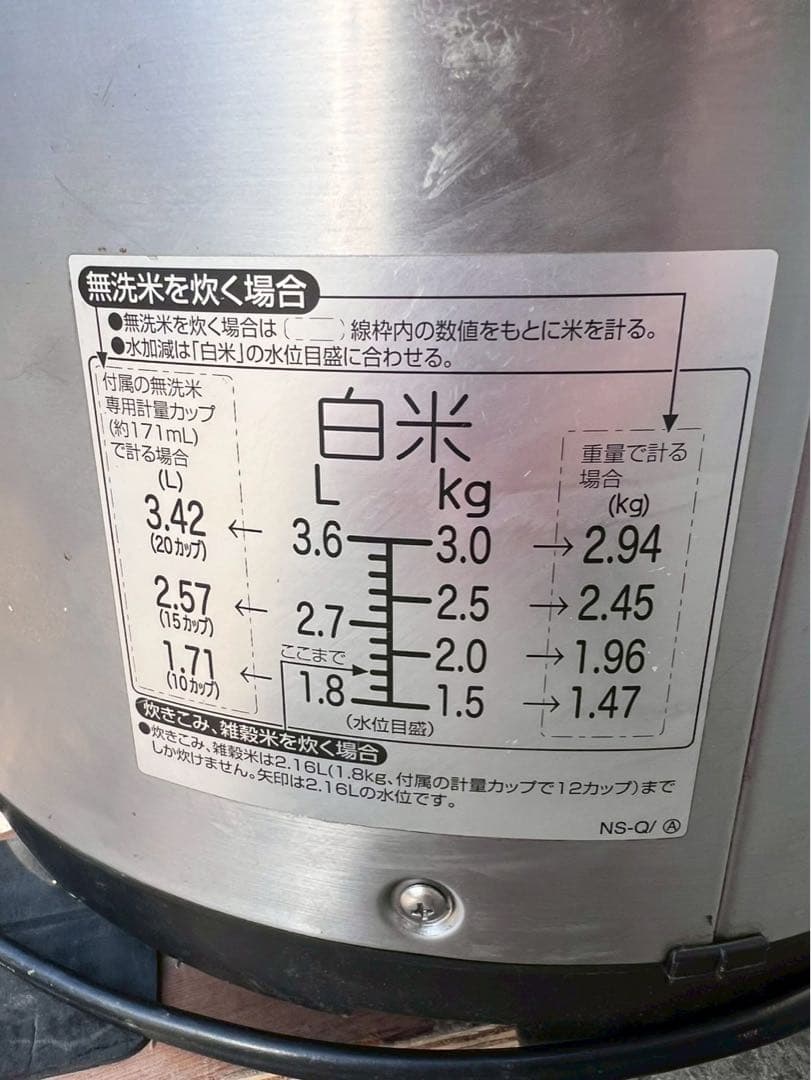 無洗米を炊く場合
●無洗米を炊く場合は( )線枠内の数値をもとに米を計る。
●水加減は「白米」の水位目盛に合わせる。
付属の無洗米
専用計量カップ
(約171mL)
で計る場合
(L)
3.42
(20カップ)
2.57
(15カップ)
1.71
(10カップ)
白米
L kg
3.6 3.0
2.5
2.7
2.0
ここまで
1.8 1.5
(水位目盛)
重量で計る
場合
(kg)
2.94
2.45
1.96
1.47
炊きこみ、雑穀米を炊く場合
●炊きこみ、雑穀米は2.16L(1.8kg、付属の計量カップで12カップ)まで
しか炊けません。矢印は2.16Lの水位です。
NS-Q/ Ⓐ